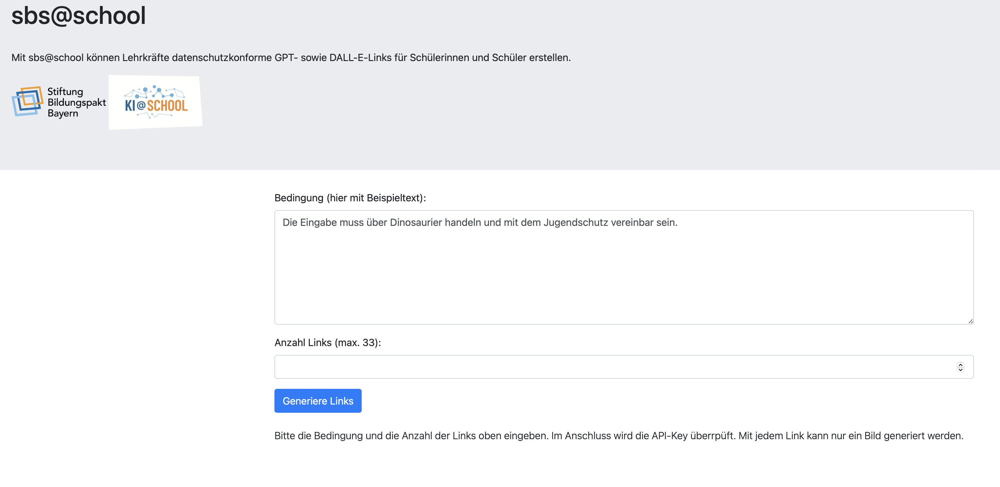 sbs@school
Mit sbs@school können Lehrkräfte datenschutzkonforme GPT- sowie DALL-E-Links für Schülerinnen und Schüler erstellen.
Stiftung
Bildungspakt
Bayern
KI@SCHOOL
Bedingung (hier mit Beispieltext):
Die Eingabe muss über Dinosaurier handeln und mit dem Jugendschutz vereinbar sein.
Anzahl Links (max. 33):
Generiere Links
Bitte die Bedingung und die Anzahl der Links oben eingeben. Im Anschluss wird die API-Key überrpüft. Mit jedem Link kann nur ein Bild generiert werden.